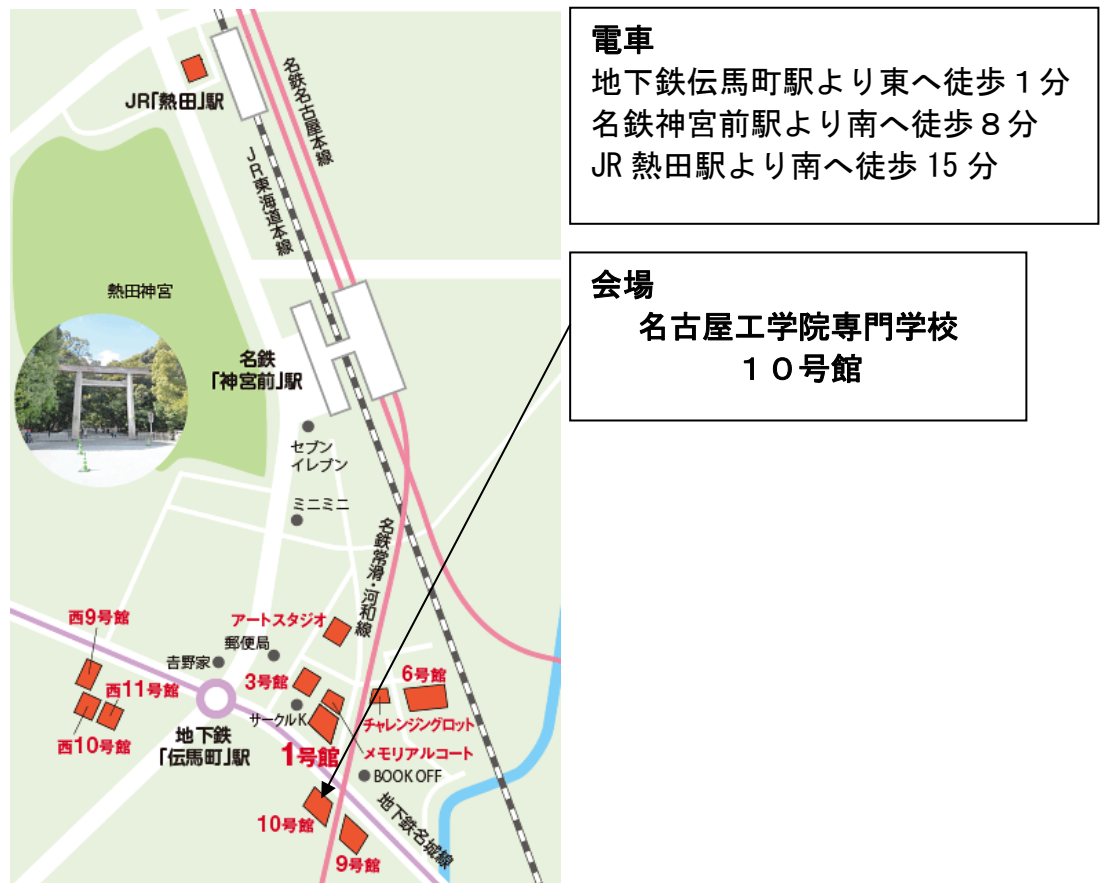 電車
地下鉄伝馬町駅より東へ徒歩１分
名鉄神宮前駅より南へ徒歩８分
JR 熱田駅より南へ徒歩 15 分
会場
名古屋工学院専門学校
１０号館
JR「熱田」駅
名鉄名古屋本線
JR東海道本線
熱田神宮
名鉄
「神宮前」駅
セブン
イレブン
ミニミニ
名鉄常滑・河和線
西9号館
アートスタジオ
郵便局
吉野家
6号館
3号館
西11号館
サークルK
チャレンジングロット
西10号館
地下鉄
「伝馬町」駅
1号館
メモリアルコート
BOOK OFF
10号館
地下鉄名城線
9号館